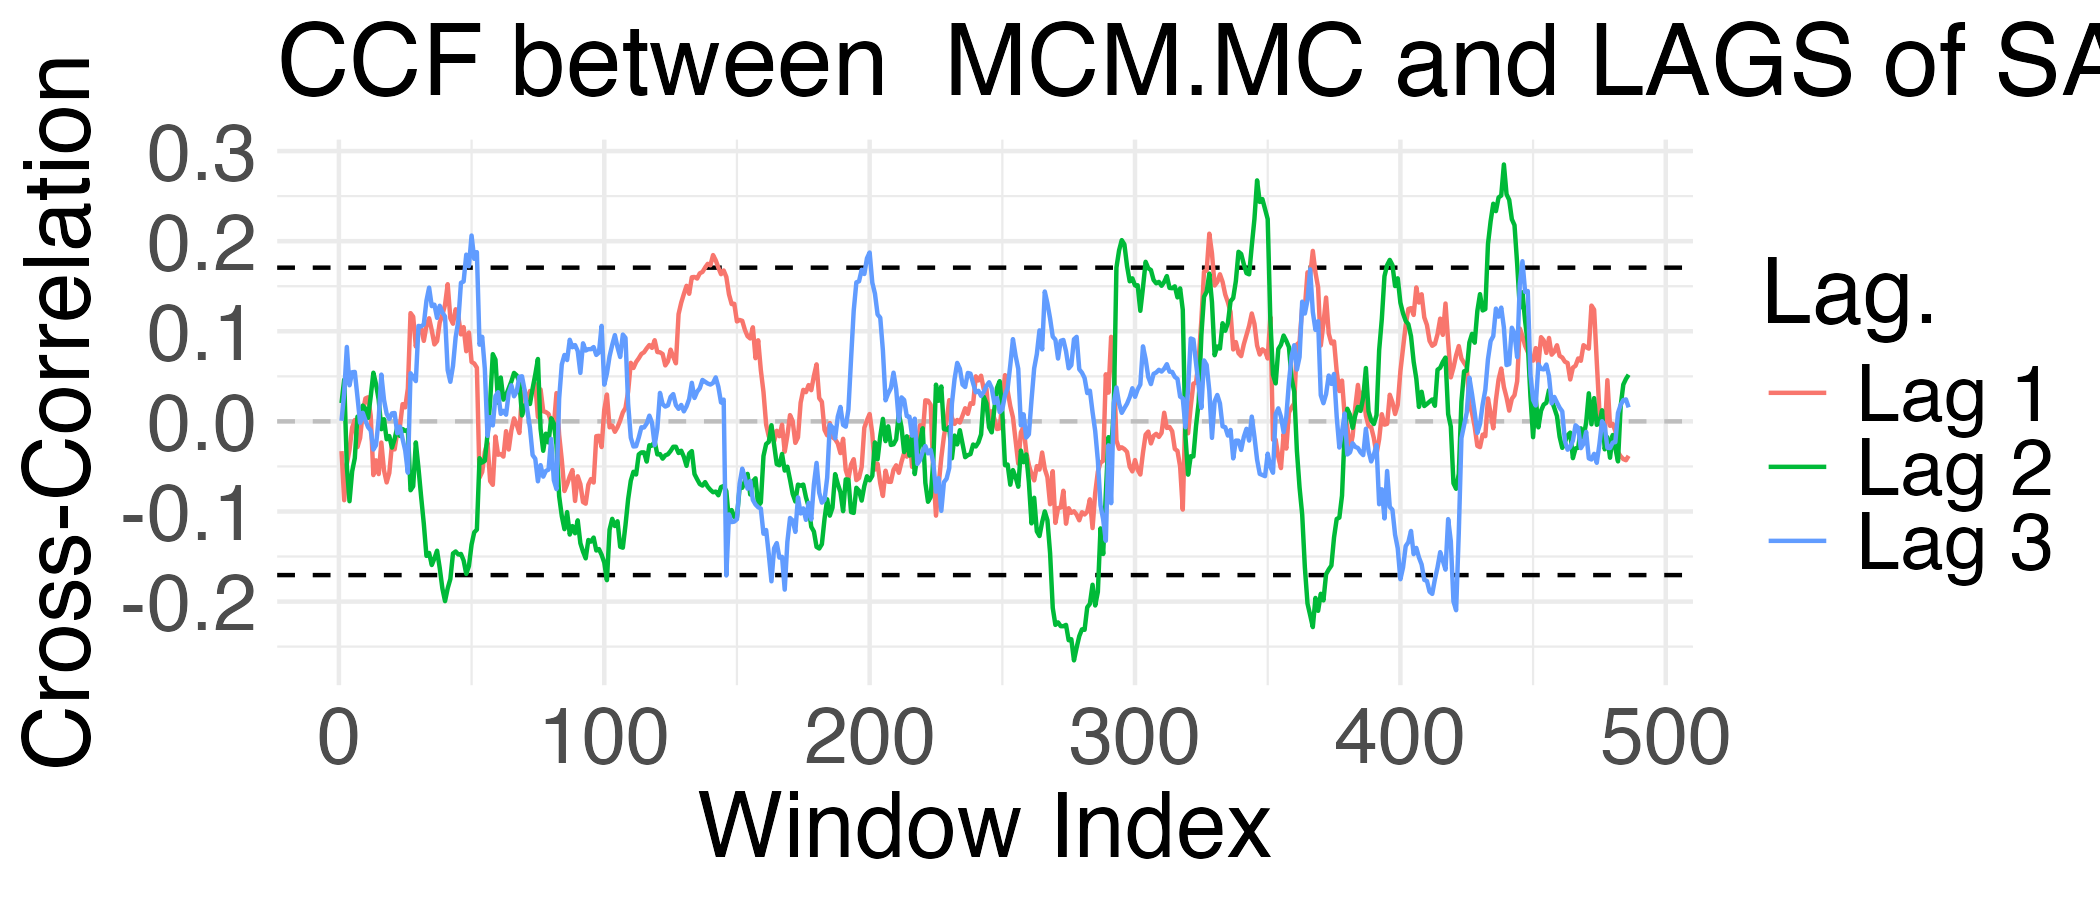 CCF between  MCM.MC and LAGS of SA
Cross-Correlation
0.3
0.2
0.1
0.0
-0.1
-0.2
0 100 200 300 400 500
Window Index
Lag.
Lag 1
Lag 2
Lag 3